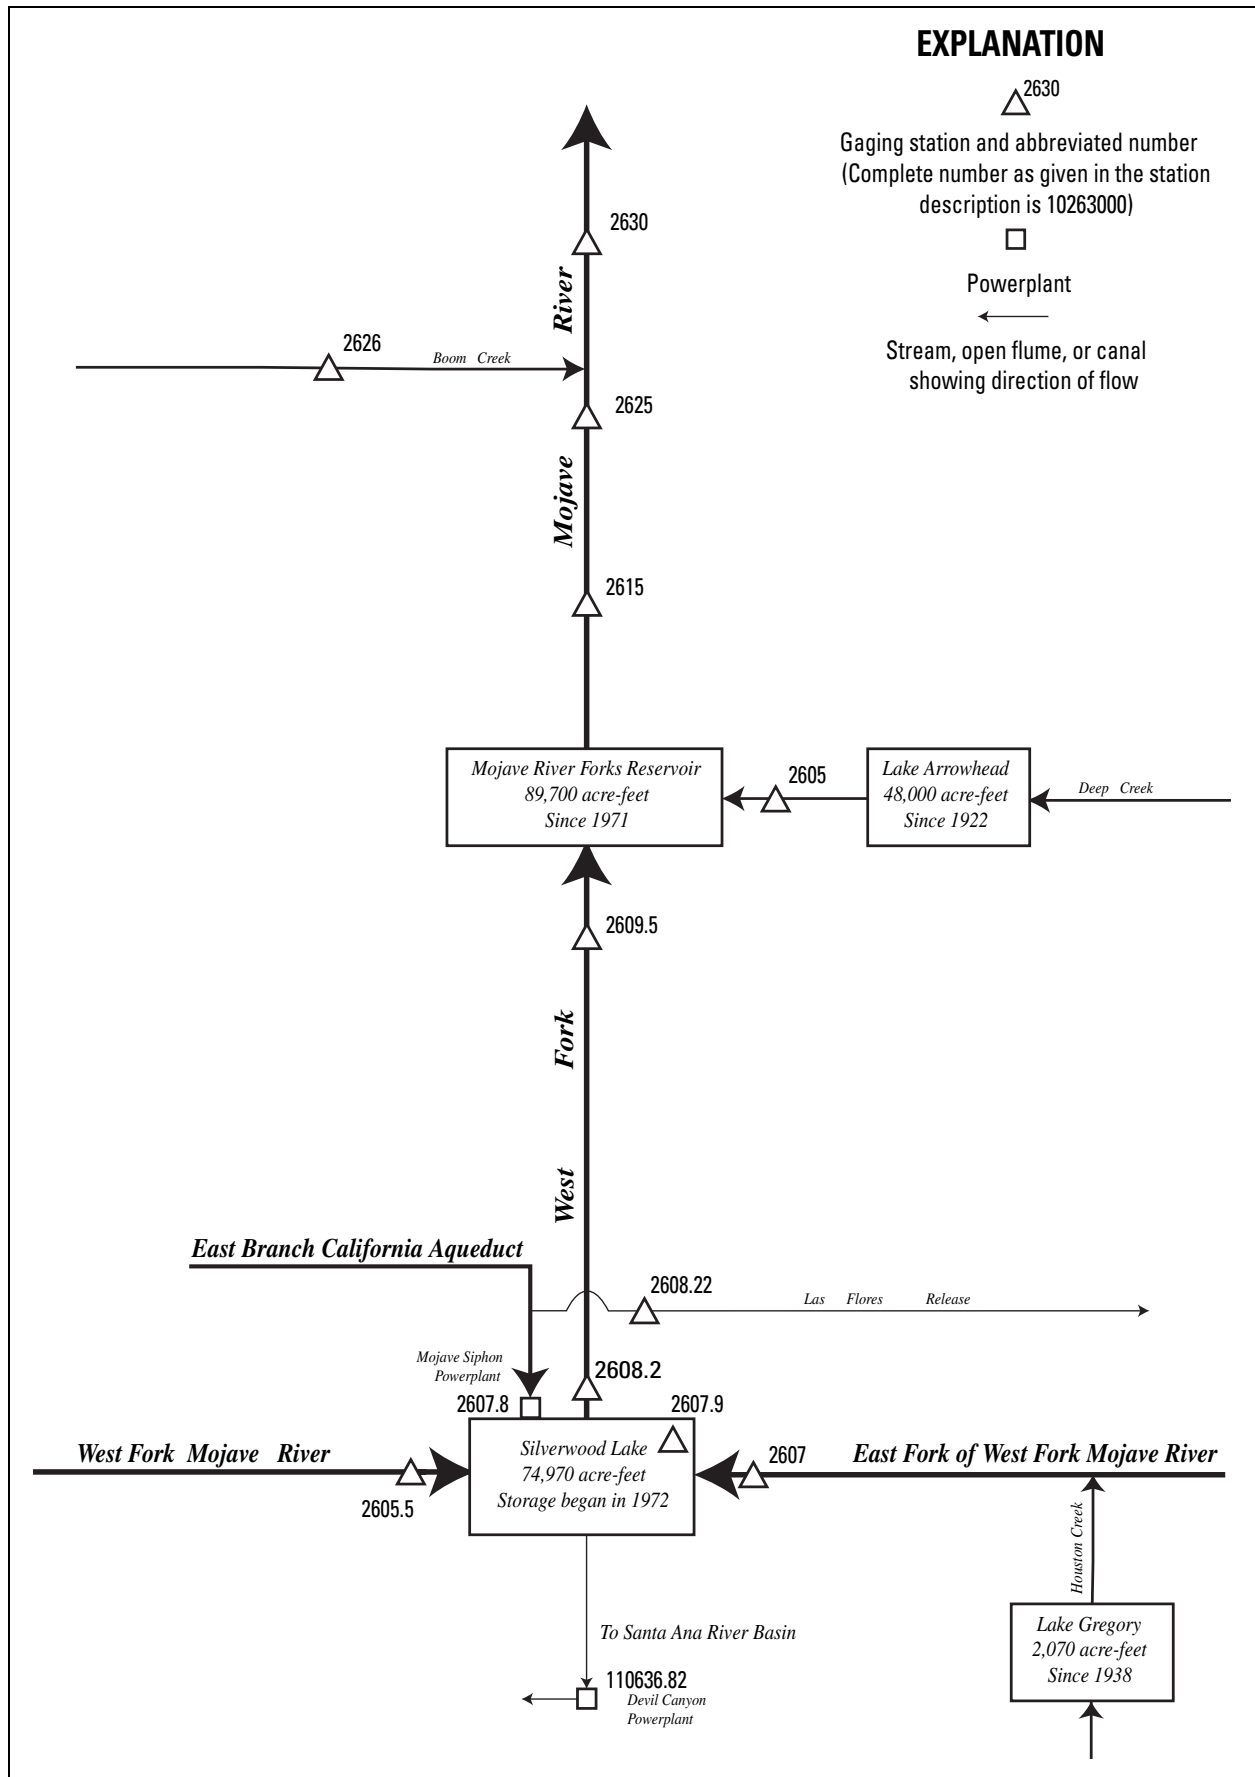 EXPLANATION
2630
Gaging station and abbreviated number
(Complete number as given in the station
description is 10263000)
Powerplant
Stream, open flume, or canal
showing direction of flow
2630
River
2626
Boom Creek
2625
Mojave
2615
Mojave River Forks Reservoir
89,700 acre-feet
Since 1971
2605
Lake Arrowhead
48,000 acre-feet
Since 1922
Deep Creek
2609.5
Fork
West
East Branch California Aqueduct
2608.22
Las Flores Release
Mojave Siphon
Powerplant
2608.2
2607.8
2607.9
West Fork Mojave River
2605.5
Silverwood Lake
74,970 acre-feet
Storage began in 1972
2607
East Fork of West Fork Mojave River
Houston Creek
Lake Gregory
2,070 acre-feet
Since 1938
To Santa Ana River Basin
110636.82
Devil Canyon
Powerplant